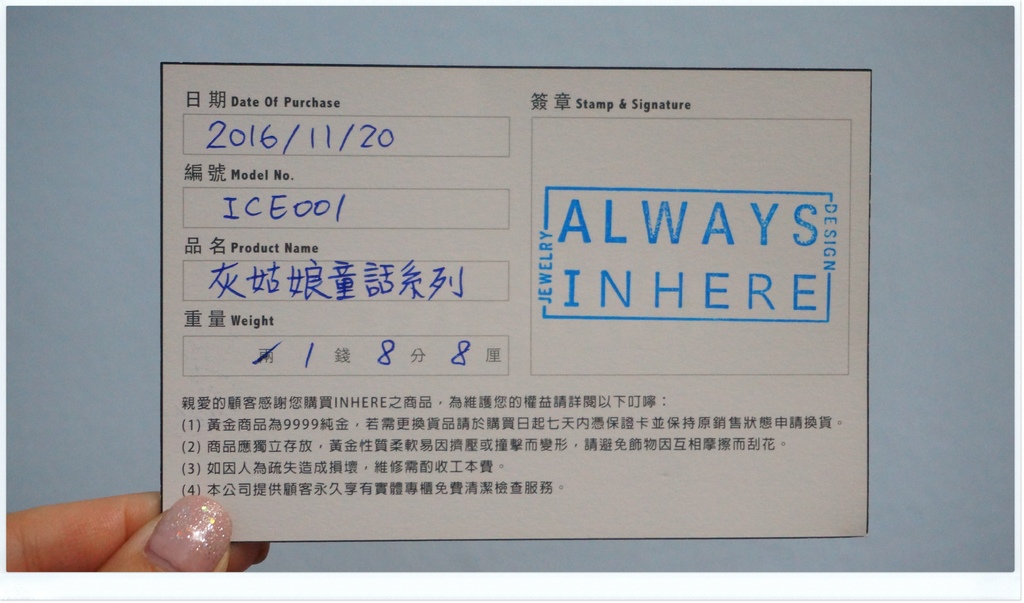 日期 Date Of Purchase
2016/11/20
編號 Model No.
ICE001
品名 Product Name
灰姑娘童話系列
重量 Weight
兩 1 錢 8 分 8 厘
簽章 Stamp & Signature
JEWELRY
ALWAYS
INHERE
DESIGN
親愛的顧客感謝您購買INHERE之商品，為維護您的權益請詳閱以下叮嚀：
(1) 黃金商品為9999純金，若需更換貨品請於購買日起七天內憑保證卡並保持原銷售狀態申請換貨。
(2) 商品應獨立存放，黃金性質柔軟易因擠壓或撞擊而變形，請避免飾物因互相摩擦而刮花。
(3) 如因人為疏失造成損壞，維修需酌收工本費。
(4) 本公司提供顧客永久享有實體專櫃免費清潔檢查服務。